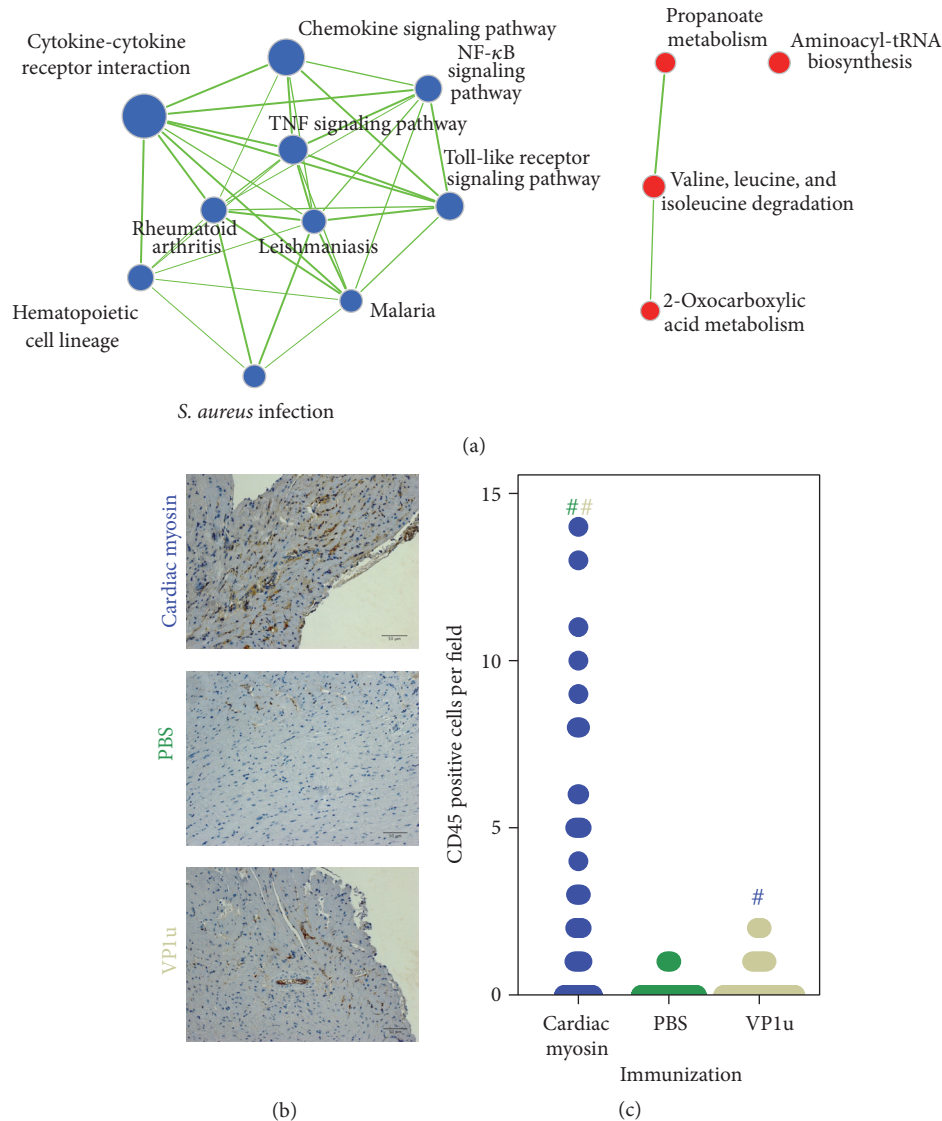 Chemokine signaling pathway
Cytokine-cytokine
receptor interaction
NF-κB
signaling
pathway
TNF signaling pathway
Toll-like receptor
signaling pathway
Rheumatoid
arthritis
Leishmaniasis
Hematopoietic
cell lineage
Malaria
S. aureus infection
Propanoate
metabolism
Aminoacyl-tRNA
biosynthesis
Valine, leucine, and
isoleucine degradation
2-Oxocarboxylic
acid metabolism
(a)
Cardiac myosin
PBS
VP1u
(b)
CD45 positive cells per field
15
10
5
0
##
#
Cardiac
myosin
PBS
VP1u
Immunization
(c)